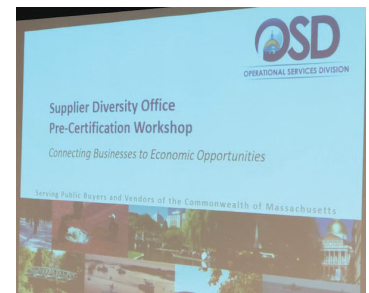 OSD
OPERATIONAL SERVICES DIVISION
Supplier Diversity Office
Pre-Certification Workshop
Connecting Businesses to Economic Opportunities
Serving Public Buyers and Vendors of the Commonwealth of Massachusetts